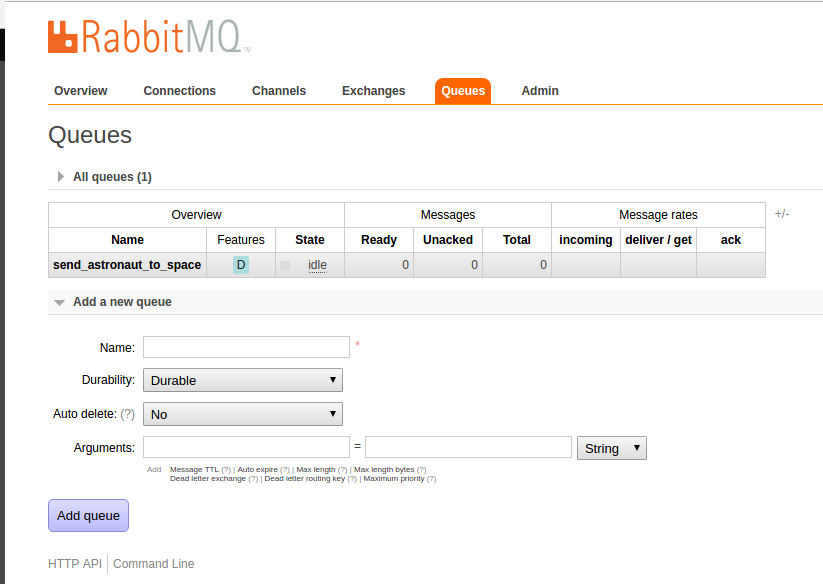 RabbitMQ TM
Overview Connections Channels Exchanges Queues Admin
Queues
All queues (1)
Overview Messages Message rates +/-
Name Features State Ready Unacked Total incoming deliver / get ack
send_astronaut_to_space D idle 0 0 0
Add a new queue
Name: *
Durability: Durable
Auto delete: (?) No
Arguments: = String
Add Message TTL (?) | Auto expire (?) | Max length (?) | Max length bytes (?)
Dead letter exchange (?) | Dead letter routing key (?) | Maximum priority (?)
Add queue
HTTP API Command Line